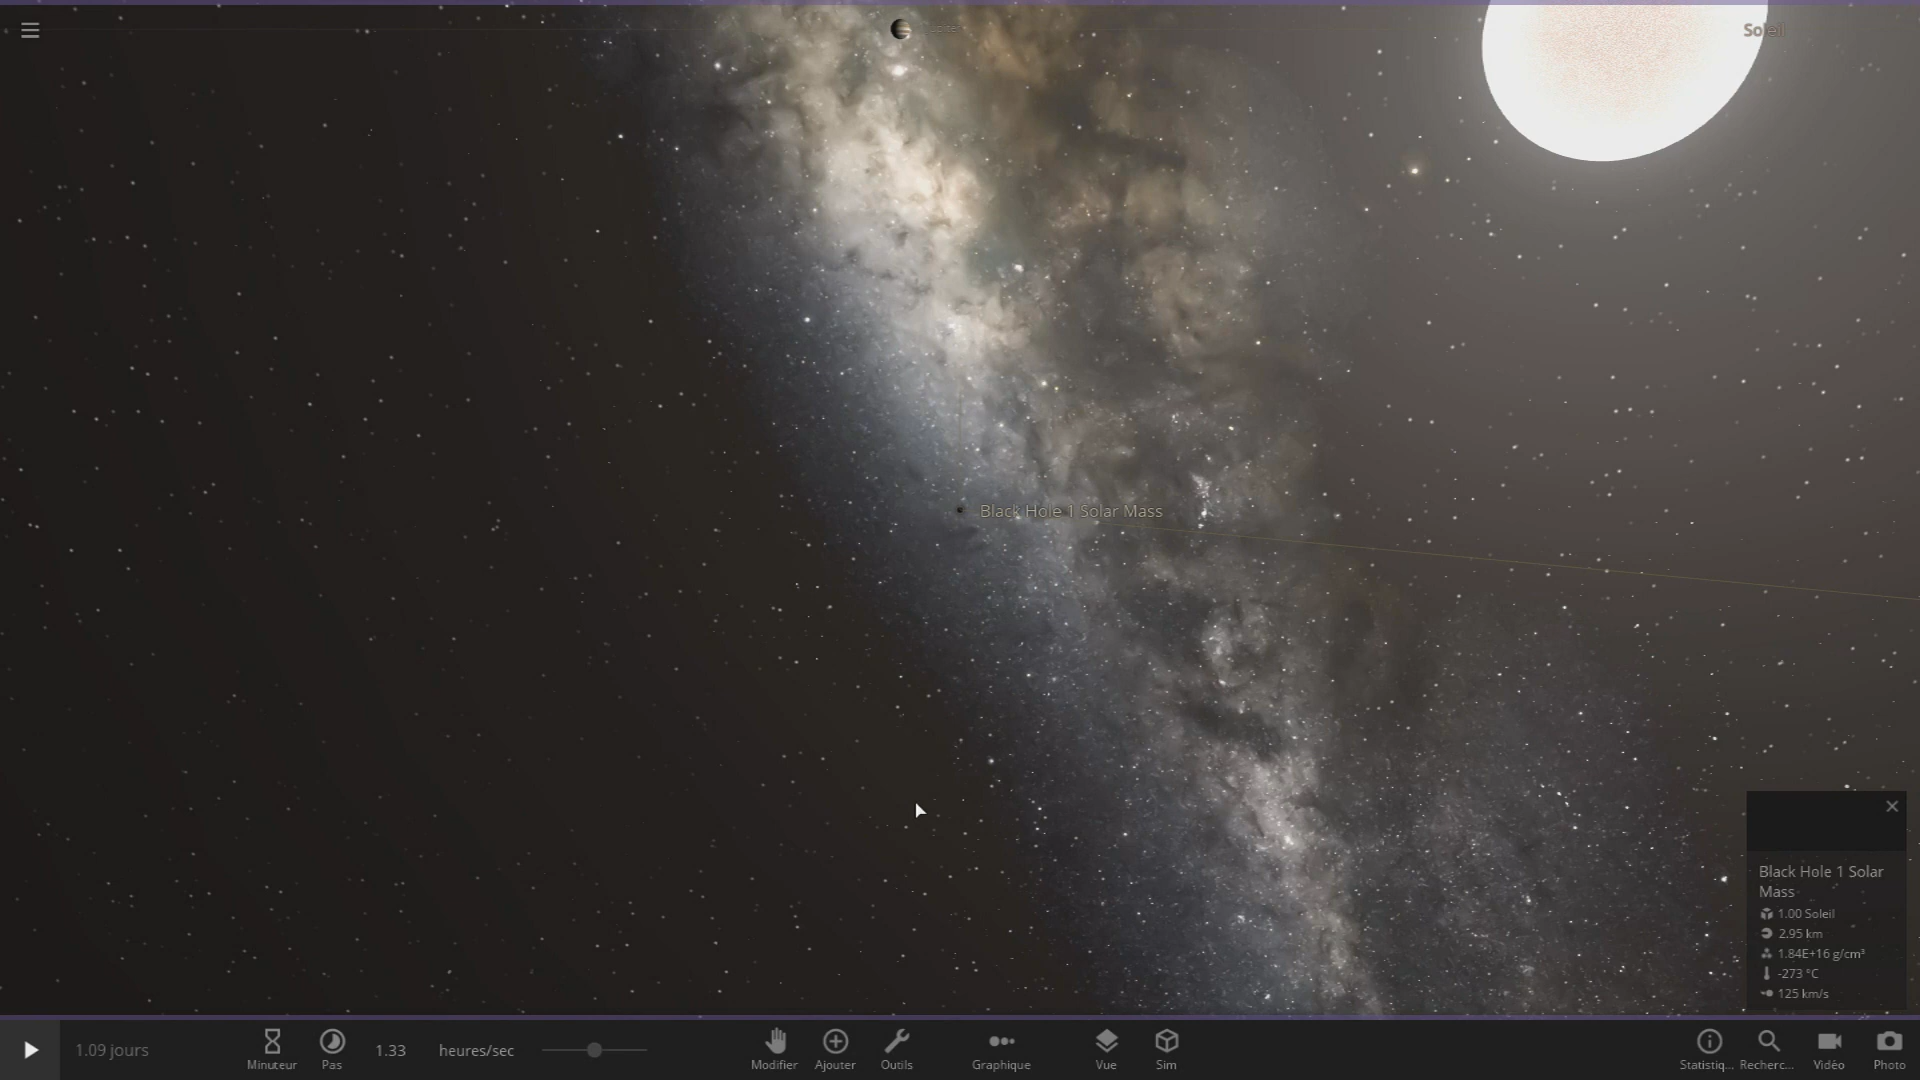 Soleil
Black Hole 1 Solar Mass
Black Hole 1 Solar
Mass
1.00 Soleil
2.95 km
1.84E+16 g/cm³
-273 °C
125 km/s
1.09 jours
Minuteur
Pas
1.33
heures/sec
Modifier
Ajouter
Outils
Graphique
Vue
Sim
Statistiq...
Recherc...
Vidéo
Photo